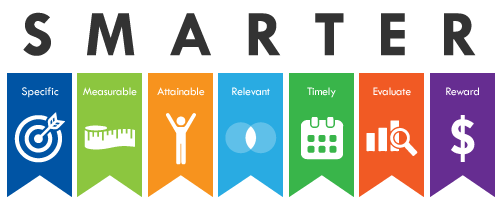 S M A R T E R
Specific Measurable Attainable Relevant Timely Evaluate Reward
$